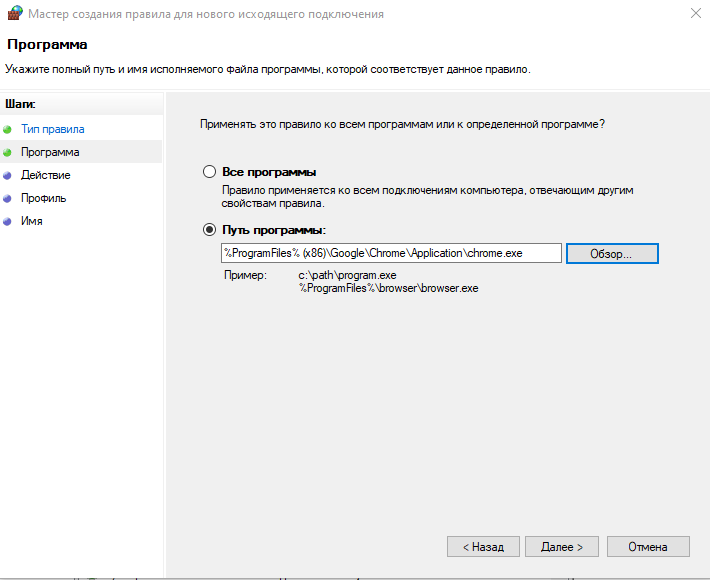 Мастер создания правила для нового исходящего подключения
Программа
Укажите полный путь и имя исполняемого файла программы, которой соответствует данное правило.
Шаги:
Тип правила
Программа
Действие
Профиль
Имя
Применять это правило ко всем программам или к определенной программе?
Все программы
Правило применяется ко всем подключениям компьютера, отвечающим другим
свойствам правила.
Путь программы:
%ProgramFiles% (x86)\Google\Chrome\Application\chrome.exe
Обзор...
Пример:
c:\path\program.exe
%ProgramFiles%\browser\browser.exe
< Назад
Далее >
Отмена